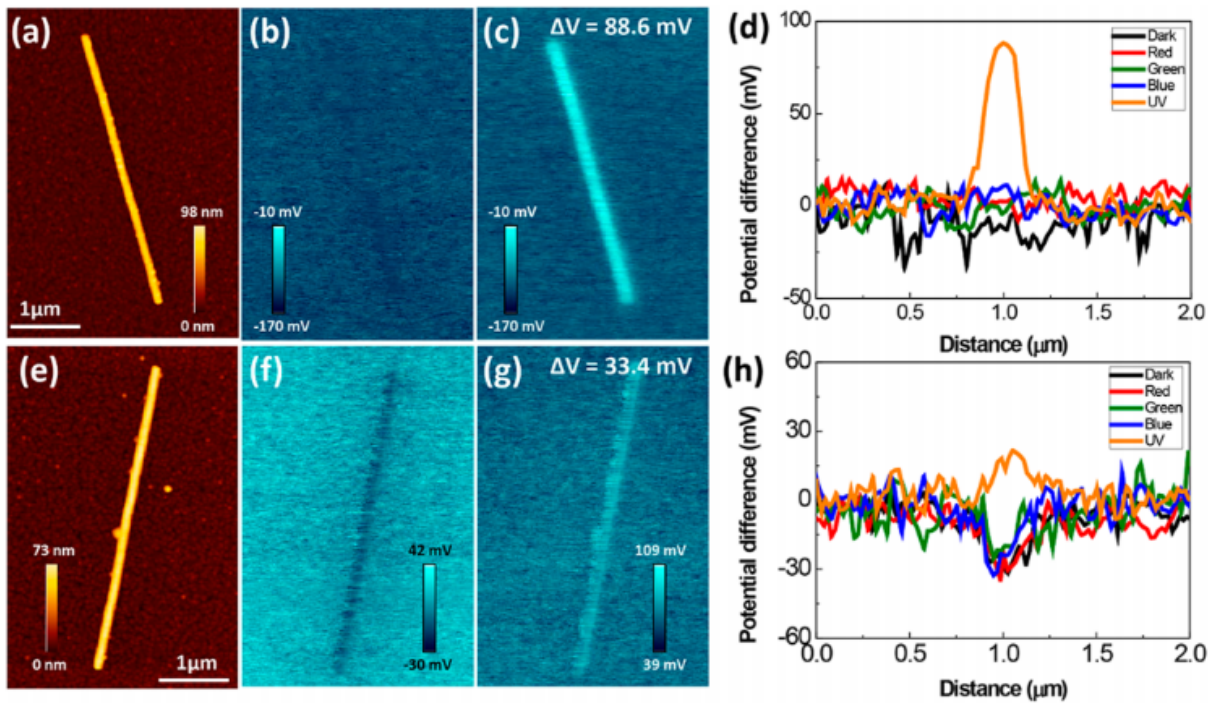 (a)
98 nm
0 nm
1μm
(b)
-10 mV
-170 mV
(c)
ΔV = 88.6 mV
-10 mV
-170 mV
(d)
Potential difference (mV)
100
50
0
-50
0.0 0.5 1.0 1.5 2.0
Distance (μm)
Dark
Red
Green
Blue
UV
(e)
73 nm
0 nm
1μm
(f)
42 mV
-30 mV
(g)
ΔV = 33.4 mV
109 mV
39 mV
(h)
Potential difference (mV)
60
30
0
-30
-60
0.0 0.5 1.0 1.5 2.0
Distance (μm)
Dark
Red
Green
Blue
UV